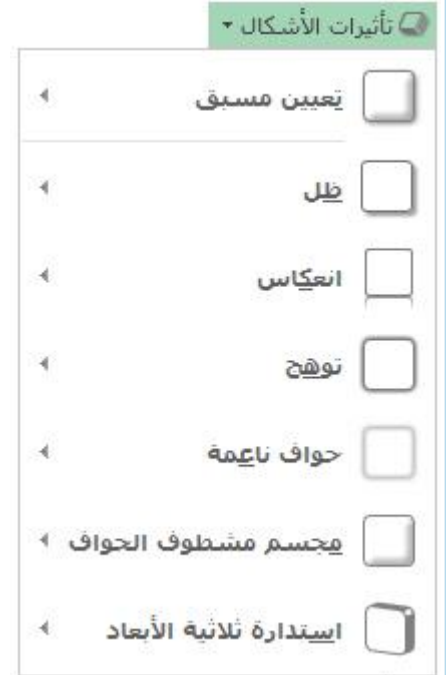 تأثيرات الأشكال
تعيين مسبق
ظل
انعكاس
توهج
حواف ناعمة
مجسم مشطوف الحواف
استدارة ثلاثية الأبعاد